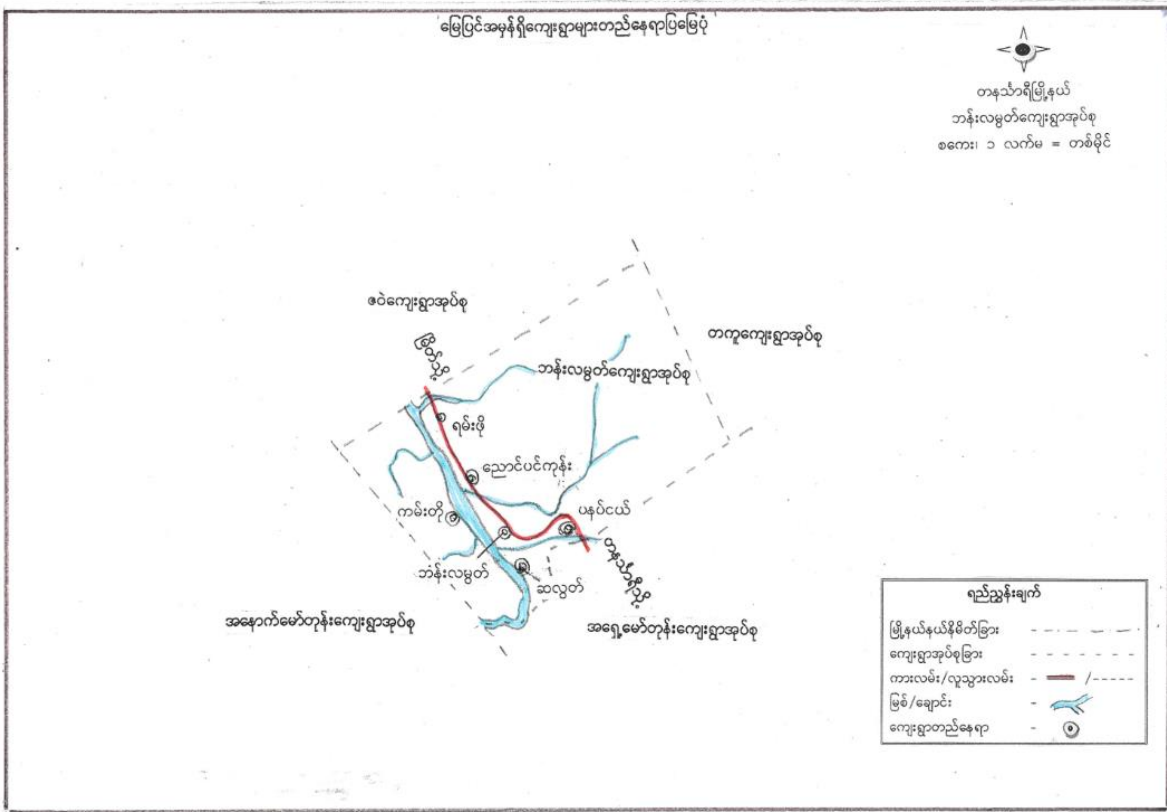 မြေပြင်အမှန်ရှိကျေးရွာများတည်နေရာပြမြေပုံ
တနင်္သာရီမြို့နယ်
ဘန်းလမွတ်ကျေးရွာအုပ်စု
စကေး၊ ၁ လက်မ = တစ်မိုင်
ဇဝဲကျေးရွာအုပ်စု
တကူကျေးရွာအုပ်စု
ဘန်းလမွတ်ကျေးရွာအုပ်စု
ရမ်းဖို
ညောင်ပင်ကုန်း
ကမ်းတို
ပနပ်ငယ်
ဘန်းလမွတ်
ဆလွတ်
တနင်္သာရီသို့
အနောက်မော်တုန်းကျေးရွာအုပ်စု
အရှေ့မော်တုန်းကျေးရွာအုပ်စု
ရည်ညွှန်းချက်
မြို့နယ်နယ်နိမိတ်ခြား
ကျေးရွာအုပ်စုခြား
ကားလမ်း/လူသွားလမ်း - /
မြစ်/ချောင်း -
ကျေးရွာတည်နေရာ -